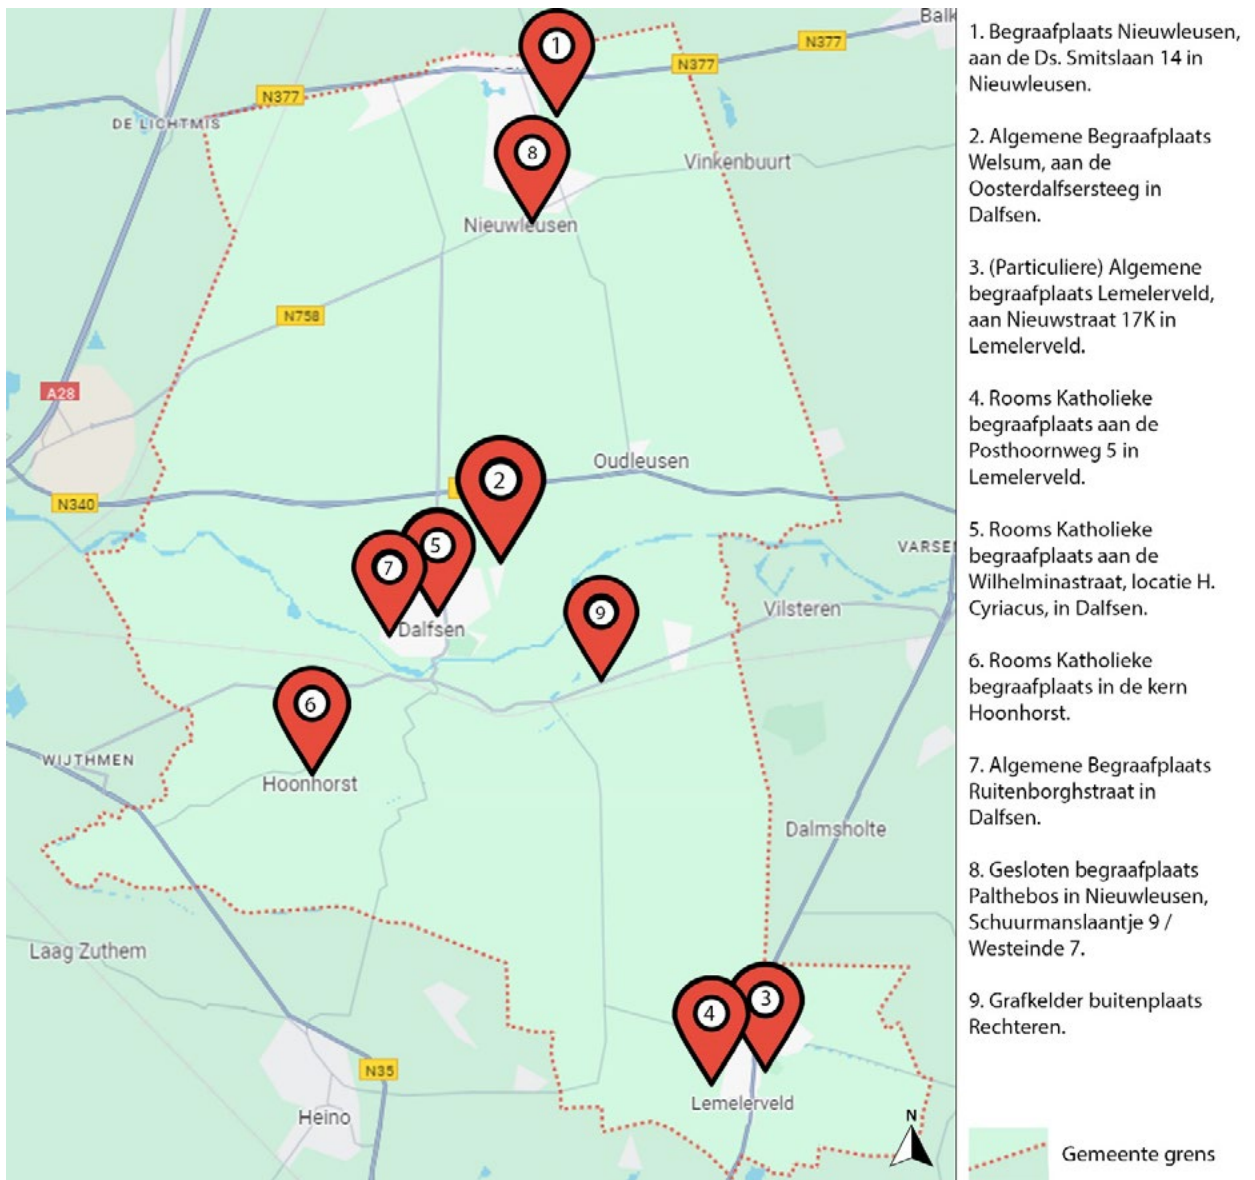 Balk
1
N377
N377
N377
DE LICHTMIS
8
Vinkenbuurt
Nieuwleusen
N758
A28
Oudleusen
2
N340
5
7
VARSE
9
Vilsteren
Dalfsen
6
WIJTHMEN
Hoonhorst
Dalmsholte
Laag Zuthem
3
4
N35
Lemelerveld
Heino
N
1. Begraafplaats Nieuwleusen,
aan de Ds. Smitslaan 14 in
Nieuwleusen.
2. Algemene Begraafplaats
Welsum, aan de
Oosterdalfsersteeg in
Dalfsen.
3. (Particuliere) Algemene
begraafplaats Lemelerveld,
aan Nieuwstraat 17K in
Lemelerveld.
4. Rooms Katholieke
begraafplaats aan de
Posthoornweg 5 in
Lemelerveld.
5. Rooms Katholieke
begraafplaats aan de
Wilhelminastraat, locatie H.
Cyriacus, in Dalfsen.
6. Rooms Katholieke
begraafplaats in de kern
Hoonhorst.
7. Algemene Begraafplaats
Ruitenborghstraat in
Dalfsen.
8. Gesloten begraafplaats
Palthebos in Nieuwleusen,
Schuurmanslaantje 9 /
Westeinde 7.
9. Grafkelder buitenplaats
Rechteren.
Gemeente grens